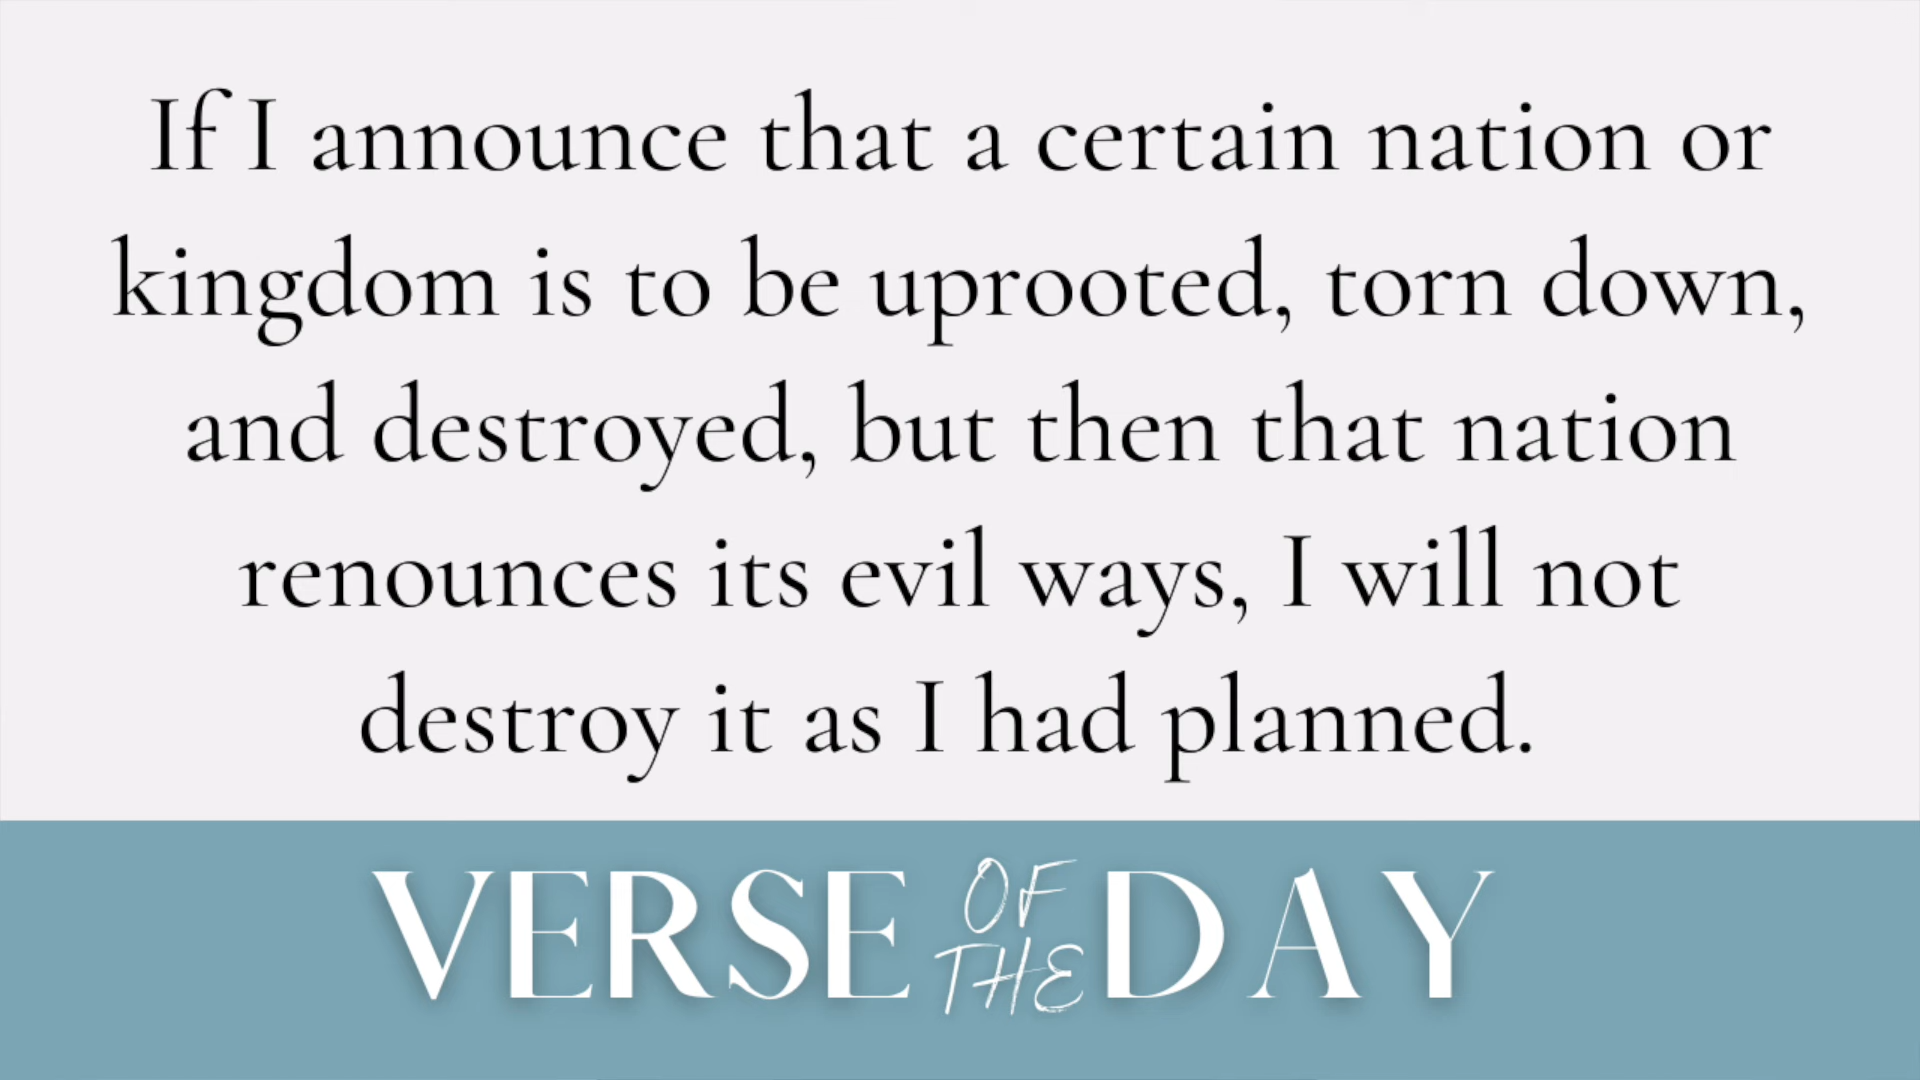 If I announce that a certain nation or
kingdom is to be uprooted, torn down,
and destroyed, but then that nation
renounces its evil ways, I will not
destroy it as I had planned.
VERSE OF THE DAY